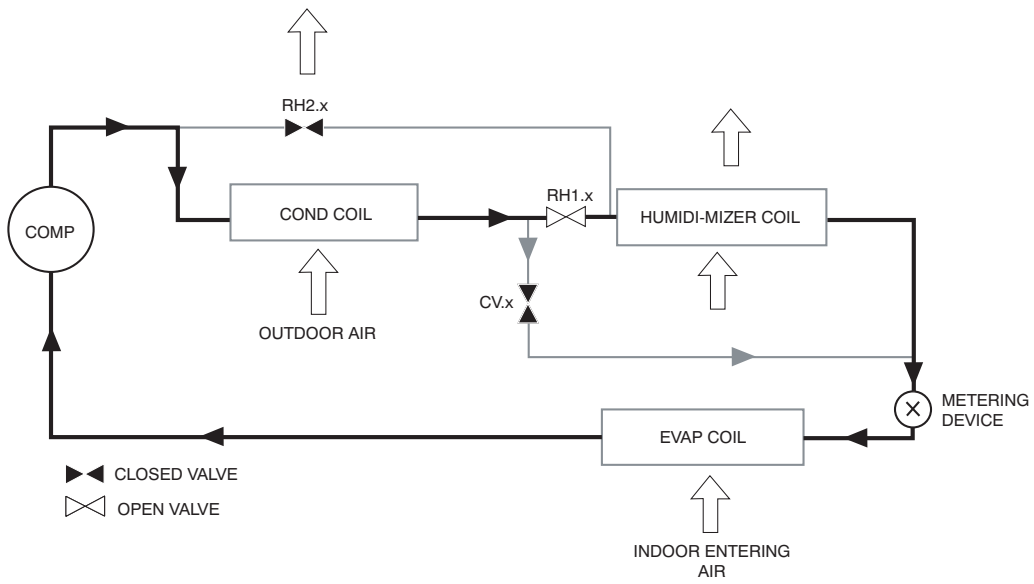 RH2.x
COMP
COND COIL
RH1.x
HUMIDI-MIZER COIL
CV.x
OUTDOOR AIR
METERING
DEVICE
EVAP COIL
CLOSED VALVE
OPEN VALVE
INDOOR ENTERING
AIR